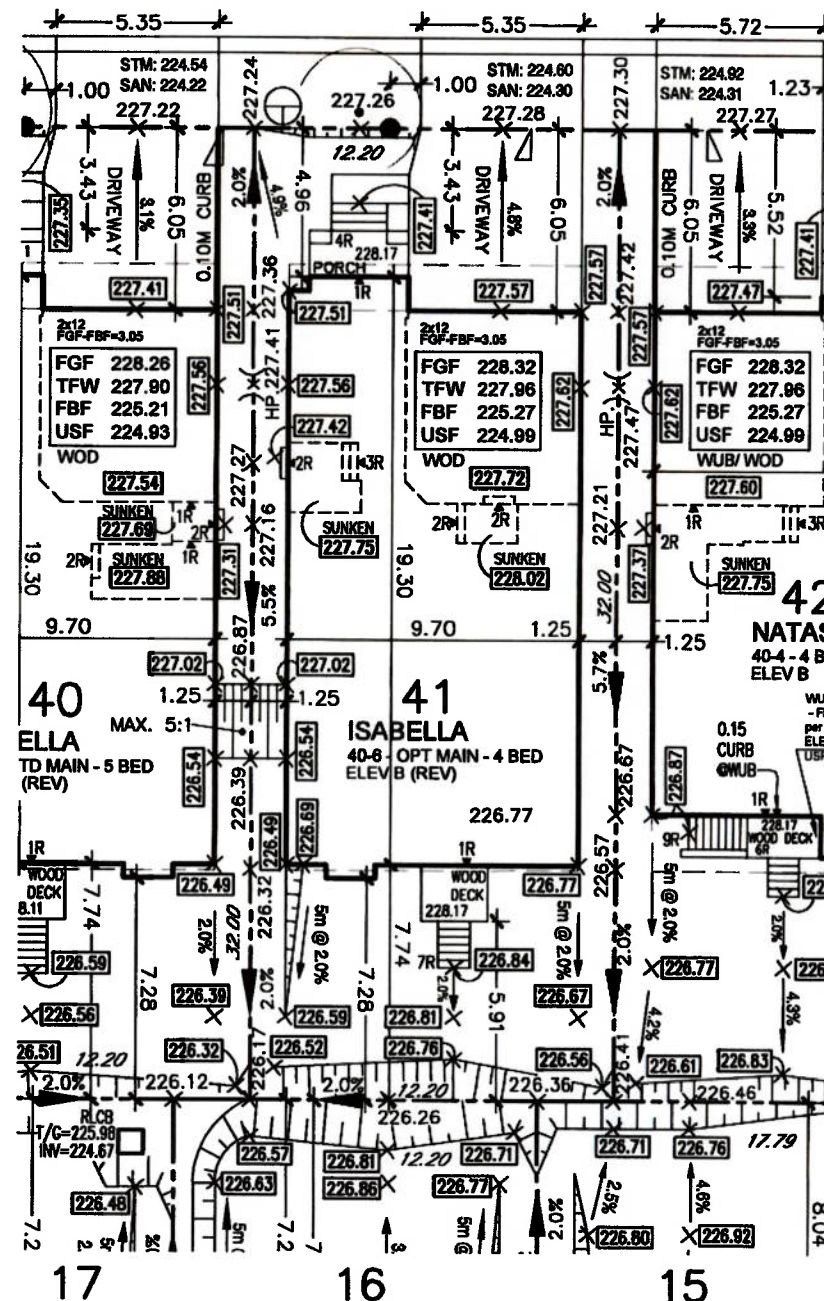 5.35
5.35
5.72
STM: 224.54
SAN: 224.22
227.24
STM: 224.60
SAN: 224.30
227.30
STM: 224.92
SAN: 224.31
1.00
227.22
227.26
1.00
227.28
1.23
227.27
12.20
3.43
DRIVEWAY
3.1%
6.05
0.10M CURB
2.0%
4.9%
4.96
227.41
3.43
DRIVEWAY
4.8%
6.05
2.0%
0.10M CURB
6.05
DRIVEWAY
3.9%
5.52
227.41
227.35
4R
228.17
PORCH
1R
227.41
227.51
227.36
227.51
227.57
227.57
227.42
227.57
227.47
2x12
FGF-FBF=3.05
FGF 228.26
TFW 227.90
FBF 225.21
USF 224.93
WOD
227.56
HP.
227.41
227.56
227.42
2x12
FGF-FBF=3.05
FGF 228.32
TFW 227.96
FBF 225.27
USF 224.99
WOD
227.62
HP.
227.47
227.62
2x12
FGF-FBF=3.05
FGF 228.32
TFW 227.96
FBF 225.27
USF 224.99
WUB/ WOD
227.54
227.27
2R
3R
227.72
227.60
SUNKEN
227.69
1R
2R
1R
227.16
SUNKEN
227.75
2R
2R
227.21
2R
1R
3R
2R
SUNKEN
227.88
227.31
SUNKEN
228.02
227.37
SUNKEN
227.75
19.30
5.5%
19.30
32.00
9.70
226.87
9.70
1.25
1.25
227.02
227.02
5.7%
42
NATAS
40-4 - 4 B
ELEV B
40
ELLA
TD MAIN - 5 BED
(REV)
1.25
1.25
MAX. 5:1
41
ISABELLA
40-6 - OPT MAIN - 4 BED
ELEV B (REV)
0.15
CURB
@WUB
WU
- F
per
ELE
USF
226.54
226.39
226.54
226.77
226.67
226.87
1R
228.17
WOOD DECK
9R
6R
1R
WOOD
DECK
8.11
226.49
226.49
226.69
1R
WOOD
DECK
228.17
226.77
226.57
7.74
226.32
32.00
2.0%
5m @ 2.0%
7.74
5m @ 2.0%
2.0%
5m @ 2.0%
2.0%
226.59
7.28
226.39
2.0%
7.28
7R
226.84
2.0%
5.91
226.77
226.
226.56
226.59
226.81
226.67
4.2%
4.3%
26.51
12.20
226.32
226.17
226.52
226.76
226.56
226.41
226.61
226.83
2.0%
226.12
2.0%
12.20
226.26
226.36
226.46
RLCB
T/G=225.98
INV=224.67
226.57
226.81
12.20
226.71
226.71
226.76
17.79
226.48
226.63
226.86
226.77
2.5%
4.6%
7.2
7.2
7
5m @
2.0%
226.80
226.92
8.04
17
16
15